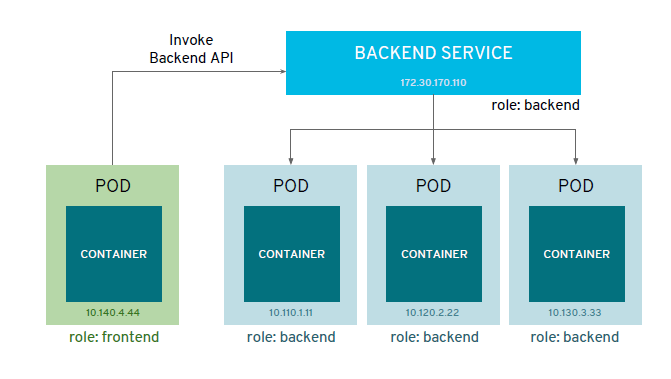 Invoke
Backend API
BACKEND SERVICE
172.30.170.110
role: backend
POD
CONTAINER
10.140.4.44
role: frontend
POD
CONTAINER
10.110.1.11
role: backend
POD
CONTAINER
10.120.2.22
role: backend
POD
CONTAINER
10.130.3.33
role: backend